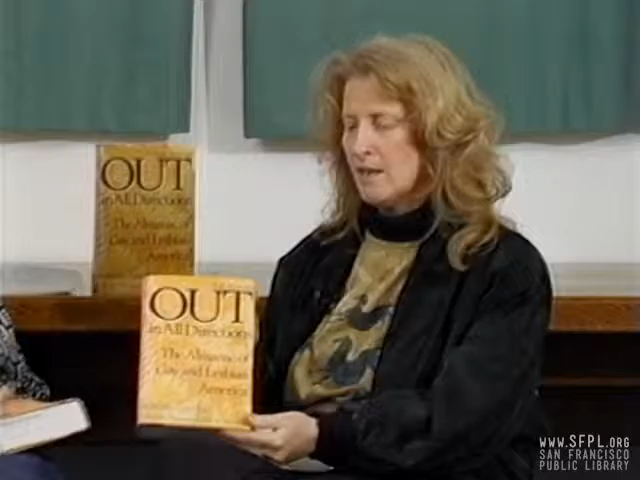 OUT
in All Directions
The Almanac of
Gay and Lesbian
America
OUT
in All Directions
The Almanac of
Gay and Lesbian
America
WWW.SFPL.ORG
SAN FRANCISCO
PUBLIC LIBRARY